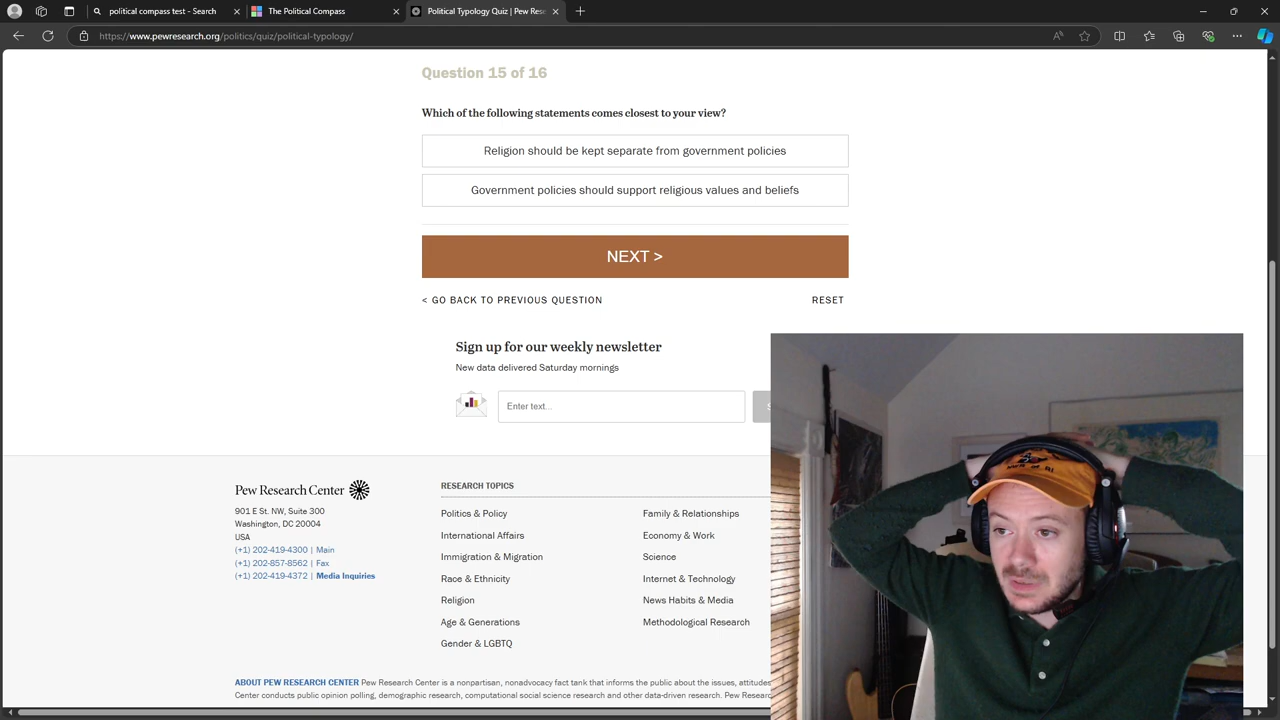 political compass test - Search
The Political Compass
Political Typology Quiz | Pew Res
https://www.pewresearch.org/politics/quiz/political-typology/
Question 15 of 16
Which of the following statements comes closest to your view?
Religion should be kept separate from government policies
Government policies should support religious values and beliefs
NEXT >
< GO BACK TO PREVIOUS QUESTION
RESET
Sign up for our weekly newsletter
New data delivered Saturday mornings
Enter text...
Pew Research Center
901 E St. NW, Suite 300
Washington, DC 20004
USA
(+1) 202-419-4300 | Main
(+1) 202-857-8562 | Fax
(+1) 202-419-4372 | Media Inquiries
RESEARCH TOPICS
Politics & Policy
International Affairs
Immigration & Migration
Race & Ethnicity
Religion
Age & Generations
Gender & LGBTQ
Family & Relationships
Economy & Work
Science
Internet & Technology
News Habits & Media
Methodological Research
ABOUT PEW RESEARCH CENTER Pew Research Center is a nonpartisan, nonadvocacy fact tank that informs the public about the issues, attitudes
Center conducts public opinion polling, demographic research, computational social science research and other data-driven research. Pew Researc